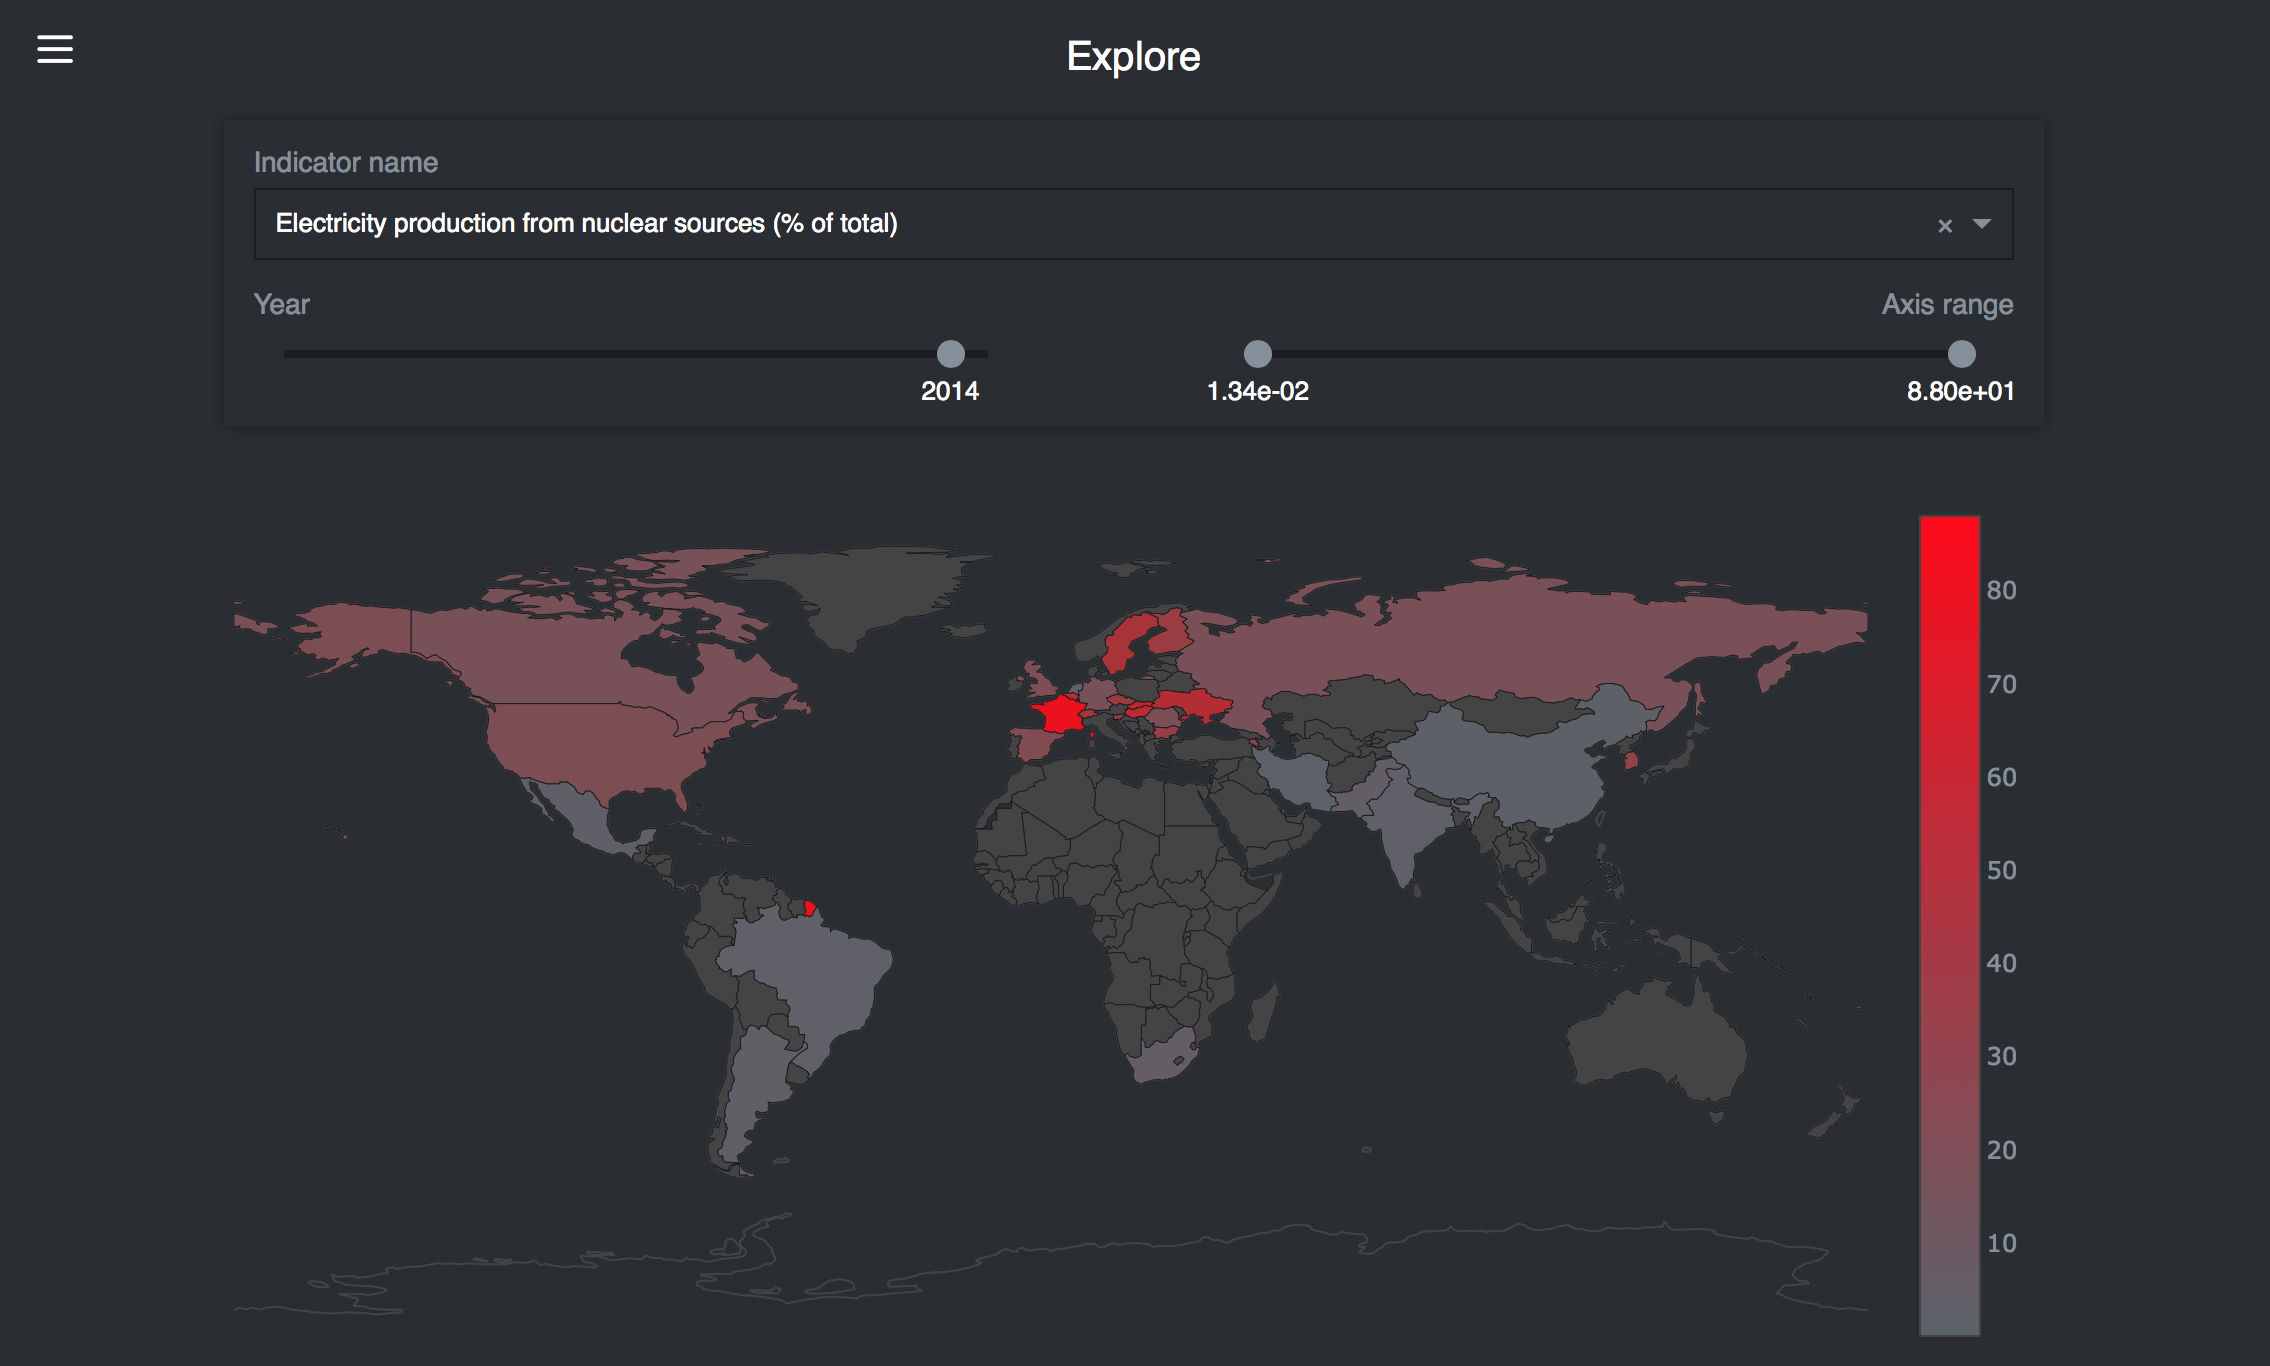 Explore
Indicator name
Electricity production from nuclear sources (% of total)
×
Year
Axis range
2014
1.34e-02
8.80e+01
80
70
60
50
40
30
20
10